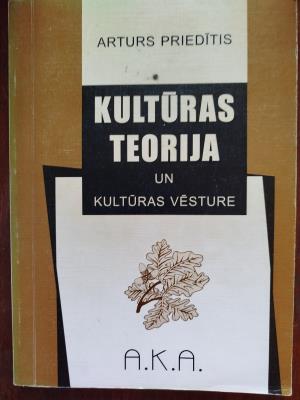 ARTURS PRIEDĪTIS
KULTŪRAS
TEORIJA
UN
KULTŪRAS VĒSTURE
A.K.A.